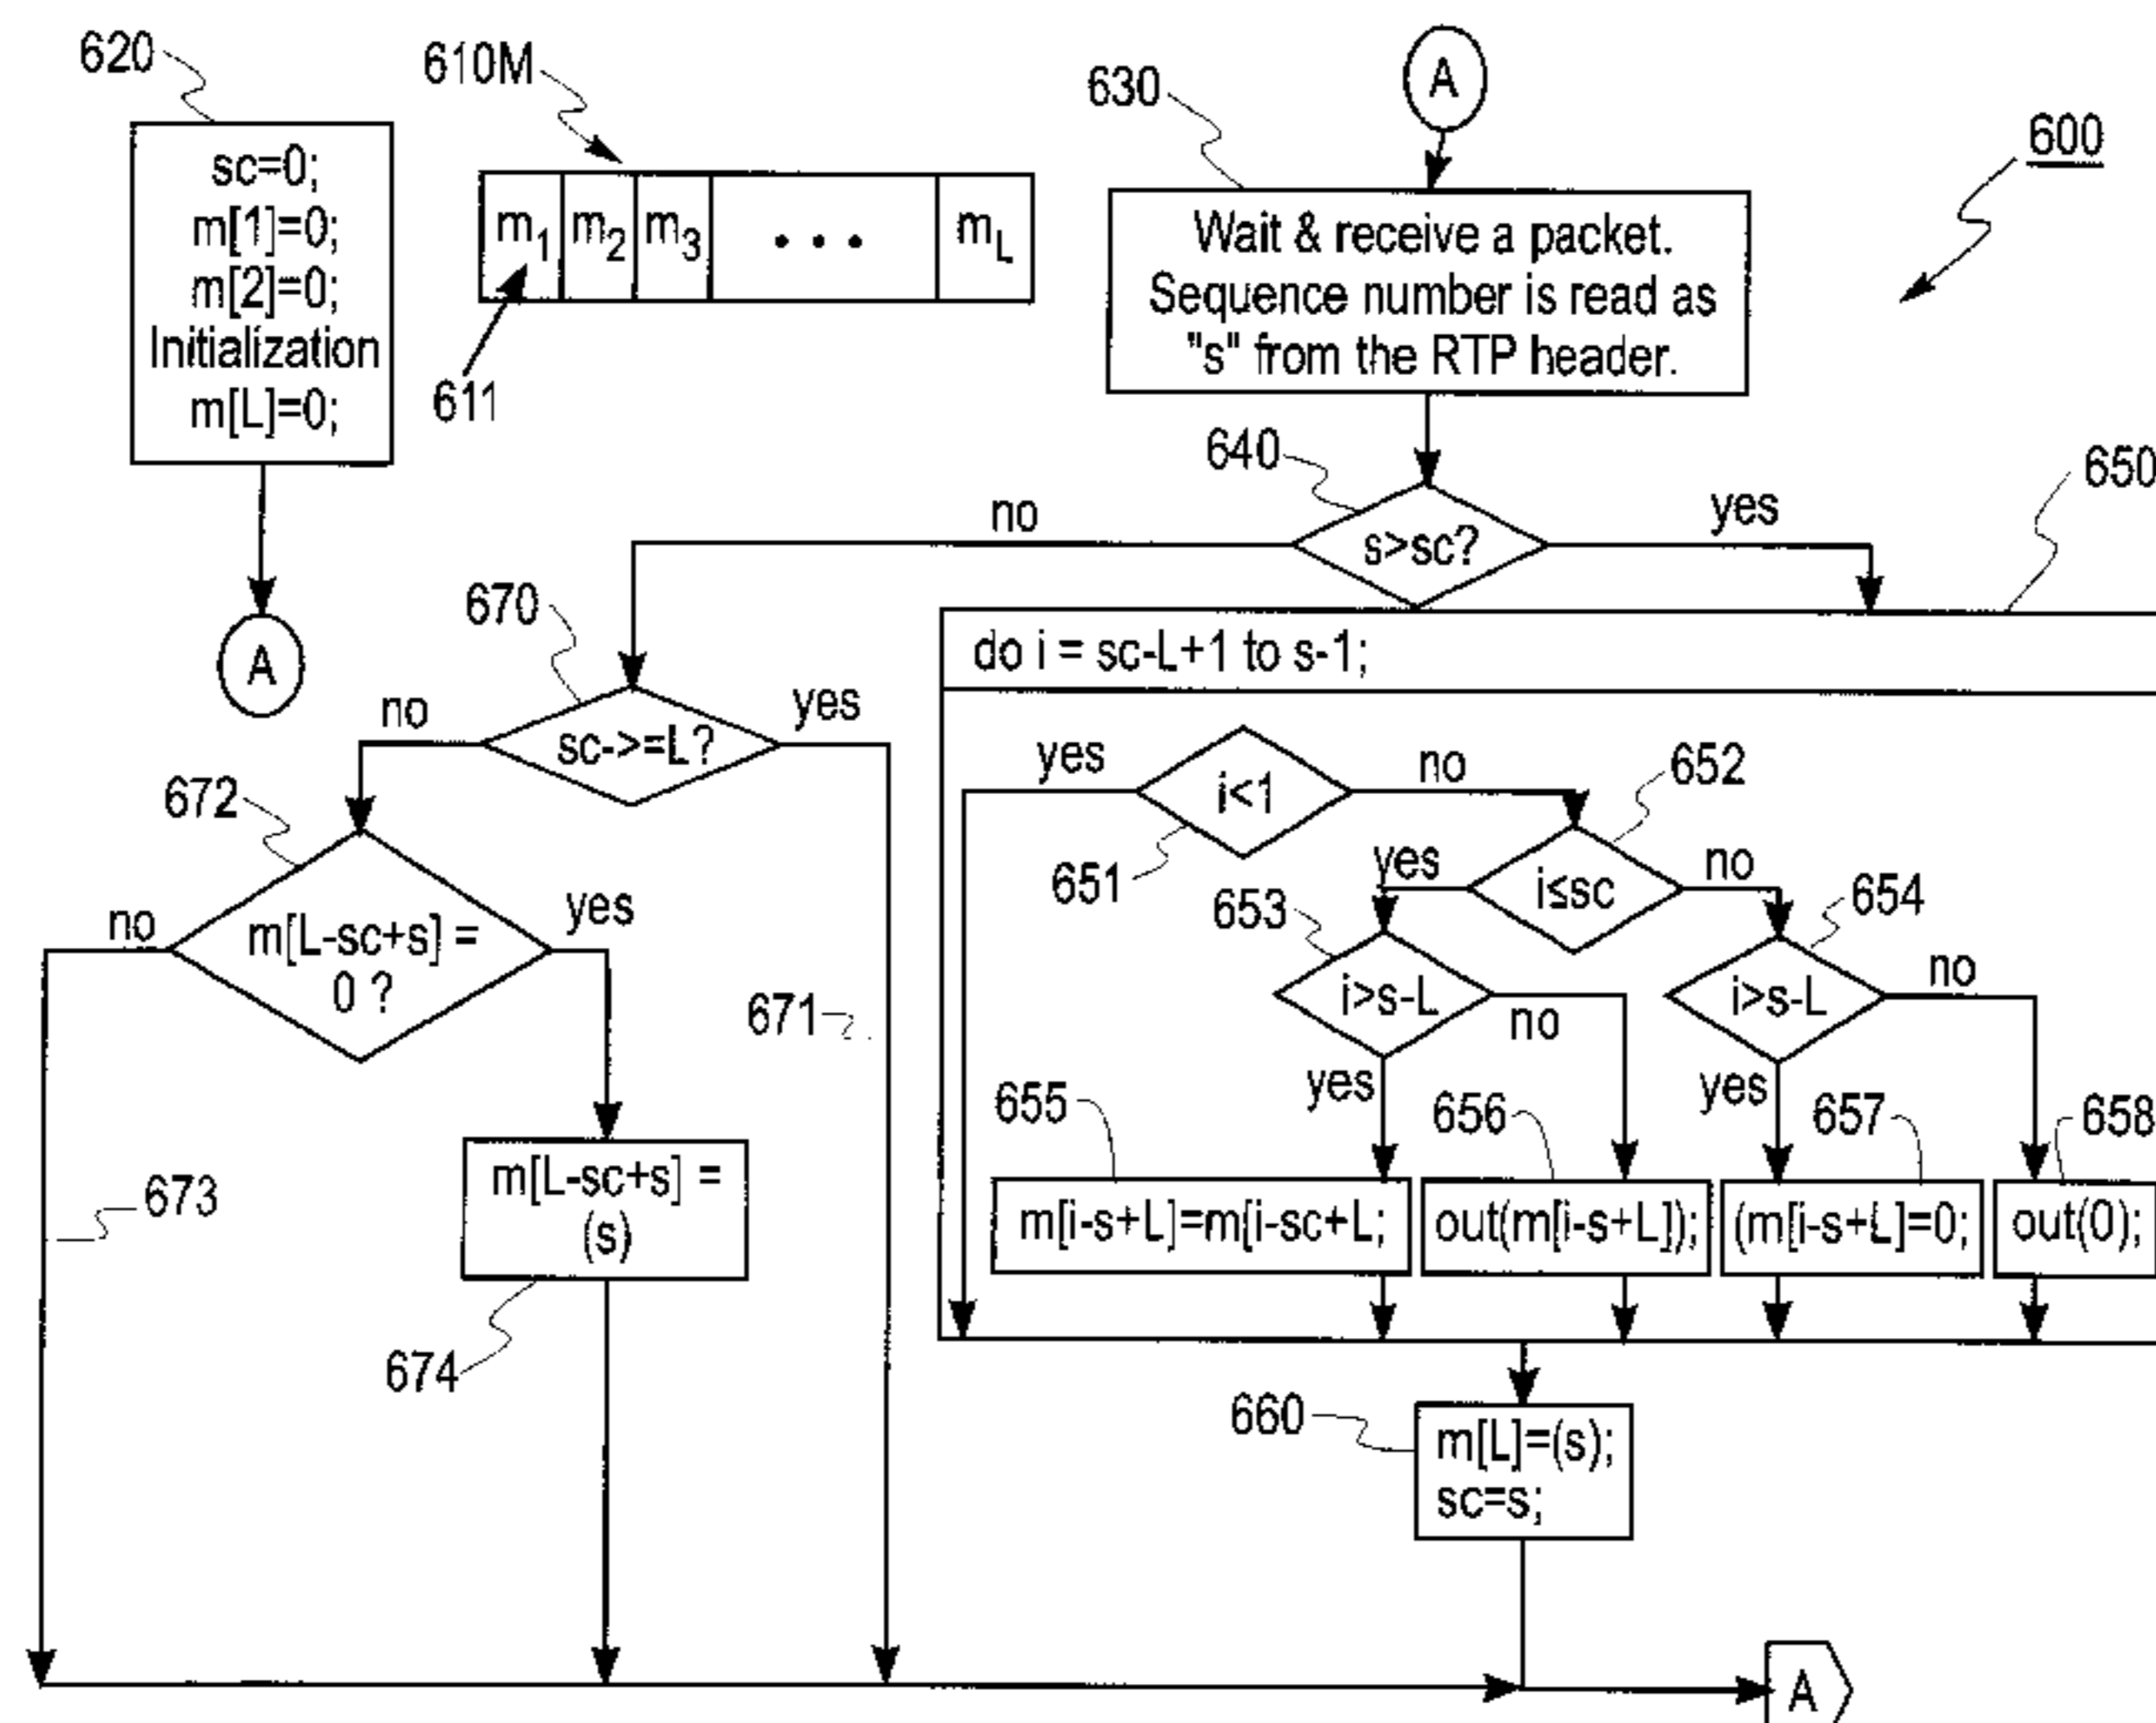 620
sc=0;
m[1]=0;
m[2]=0;
Initialization
m[L]=0;
A
610M
m1 m2 m3 • • • mL
611
A
630
Wait & receive a packet.
Sequence number is read as
"s" from the RTP header.
600
640
s>sc?
no
yes
650
do i = sc-L+1 to s-1;
670
sc->=L?
no
yes
672
m[L-sc+s] =
0 ?
no
yes
671
673
m[L-sc+s] =
(s)
674
i<1
yes
no
651
652
i≤sc
yes
no
653
i>s-L
no
yes
654
i>s-L
no
yes
655
m[i-s+L]=m[i-sc+L;
656
out(m[i-s+L]);
657
(m[i-s+L]=0;
658
out(0);
660
m[L]=(s);
sc=s;
A